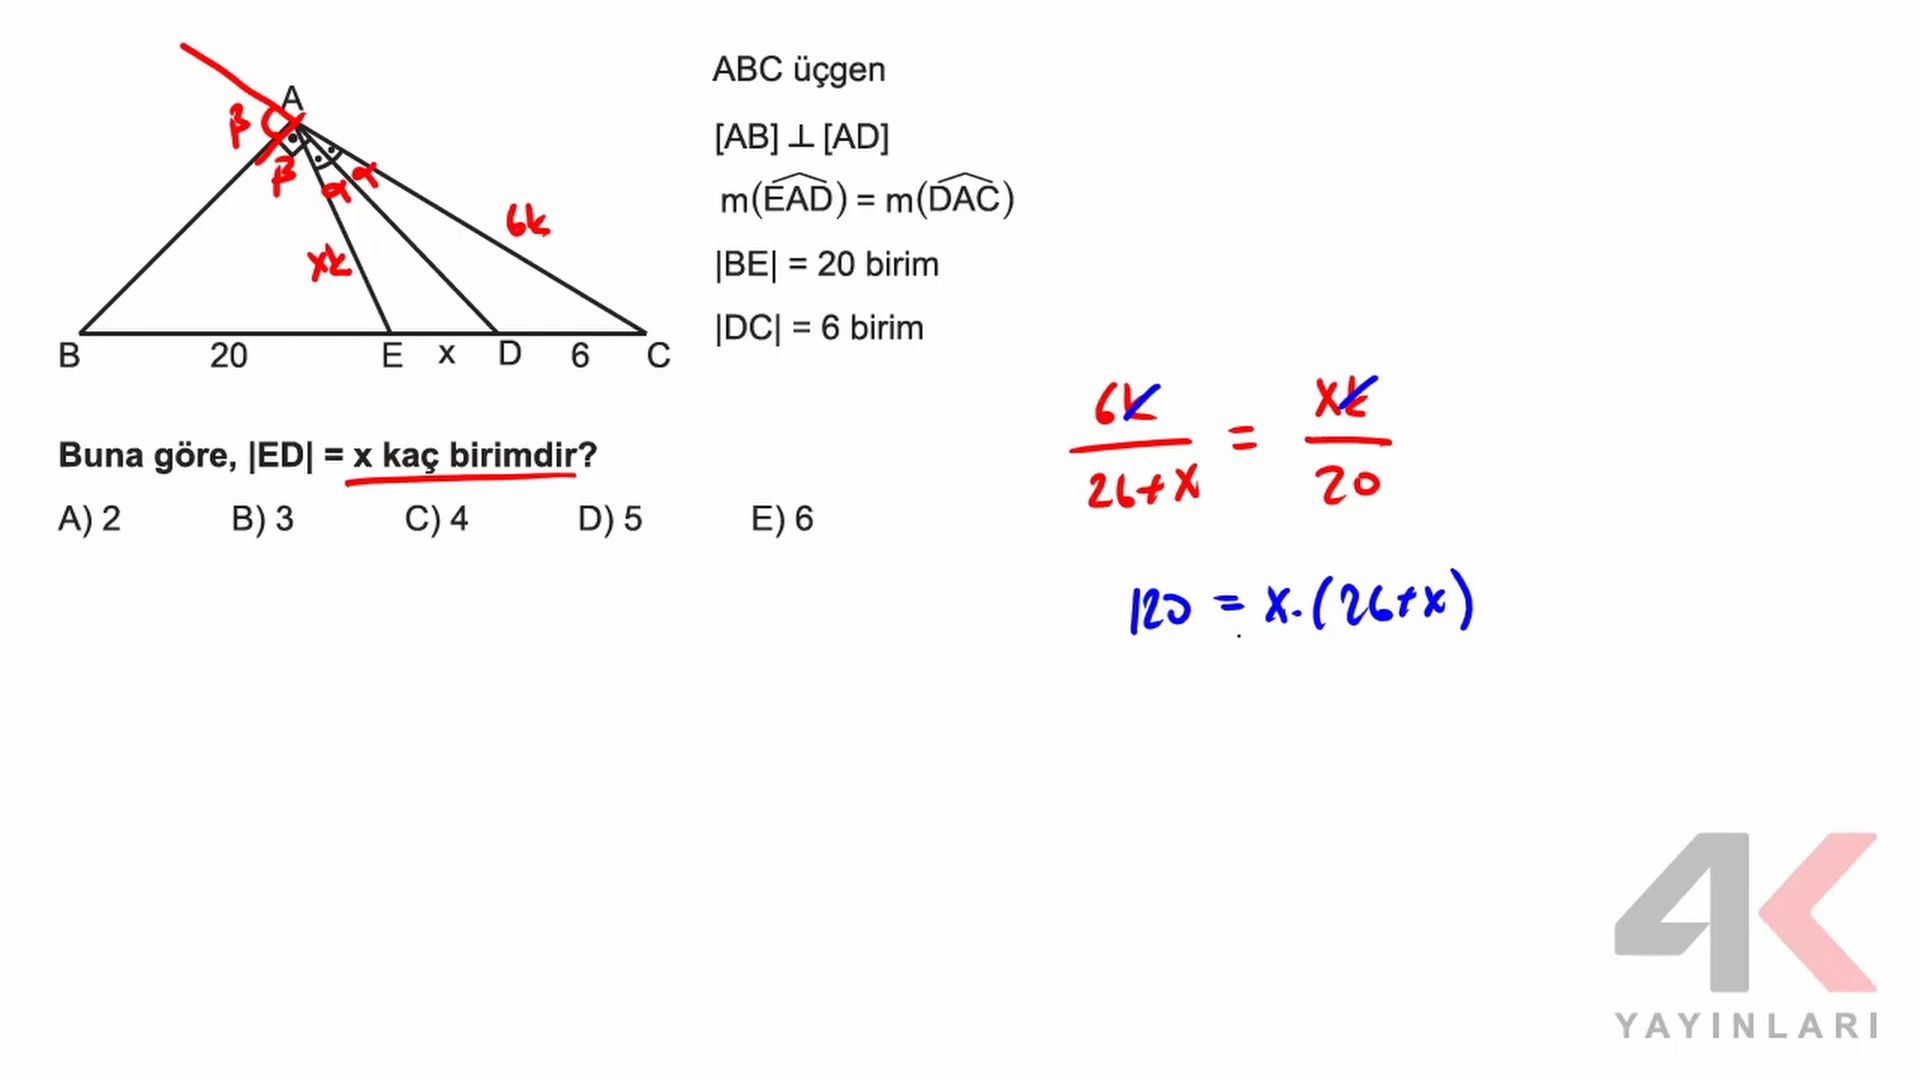 A
β
β
α
α
6k
xk
B 20 E x D 6 C
ABC üçgen
[AB] ⊥ [AD]
m(EAD) = m(DAC)
|BE| = 20 birim
|DC| = 6 birim
Buna göre, |ED| = x kaç birimdir?
A) 2 B) 3 C) 4 D) 5 E) 6
6k/26+x = xk/20
120 = x.(26+x)
4K
YAYINLARI